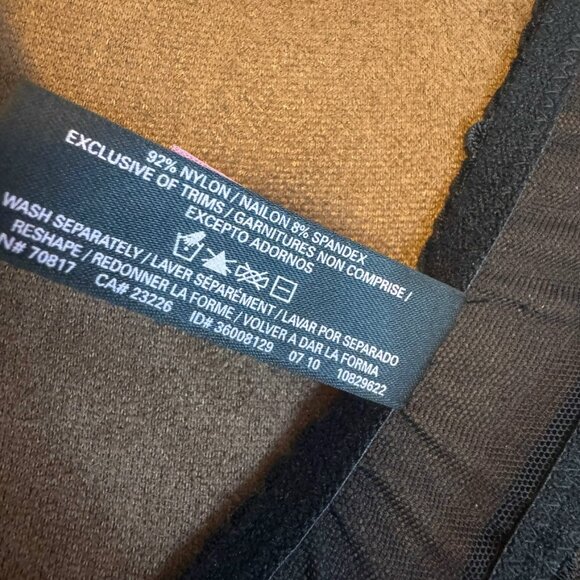 92% NYLON / NAILON 8% SPANDEX
EXCLUSIVE OF TRIMS / GARNITURES NON COMPRISE /
EXCEPTO ADORNOS
WASH SEPARATELY / LAVER SEPARÉMENT / LAVAR POR SEPARADO
RESHAPE / REDONNER LA FORME / VOLVER A DAR LA FORMA
N# 70817 CA# 23226 ID# 36008129 07 10 10829622